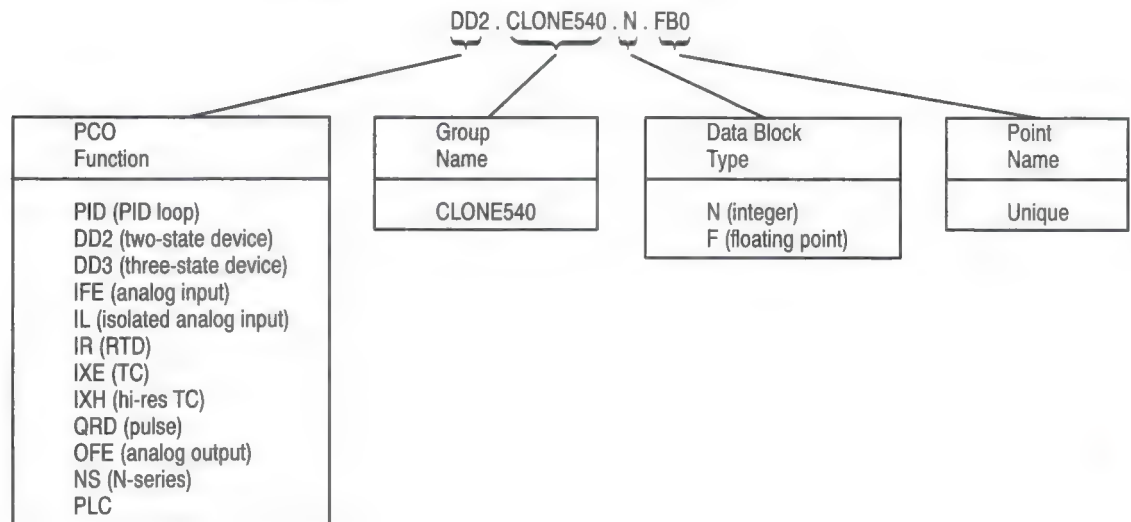 DD2 . CLONE540 . N . FB0
PCO
Function
PID (PID loop)
DD2 (two-state device)
DD3 (three-state device)
IFE (analog input)
IL (isolated analog input)
IR (RTD)
IXE (TC)
IXH (hi-res TC)
QRD (pulse)
OFE (analog output)
NS (N-series)
PLC
Group
Name
CLONE540
Data Block
Type
N (integer)
F (floating point)
Point
Name
Unique